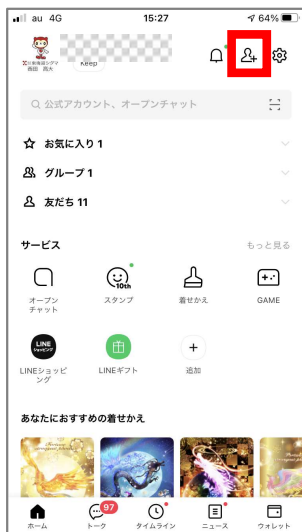 au 4G 15:27 64%
Keep
公式アカウント、オープンチャット
お気に入り 1
グループ 1
友だち 11
サービス もっと見る
10th
オープン
チャット
スタンプ
着せかえ
GAME
LINE
LINEショッピ
ング
LINEギフト
追加
あなたにおすすめの着せかえ
97
ホーム トーク タイムライン ニュース ウォレット